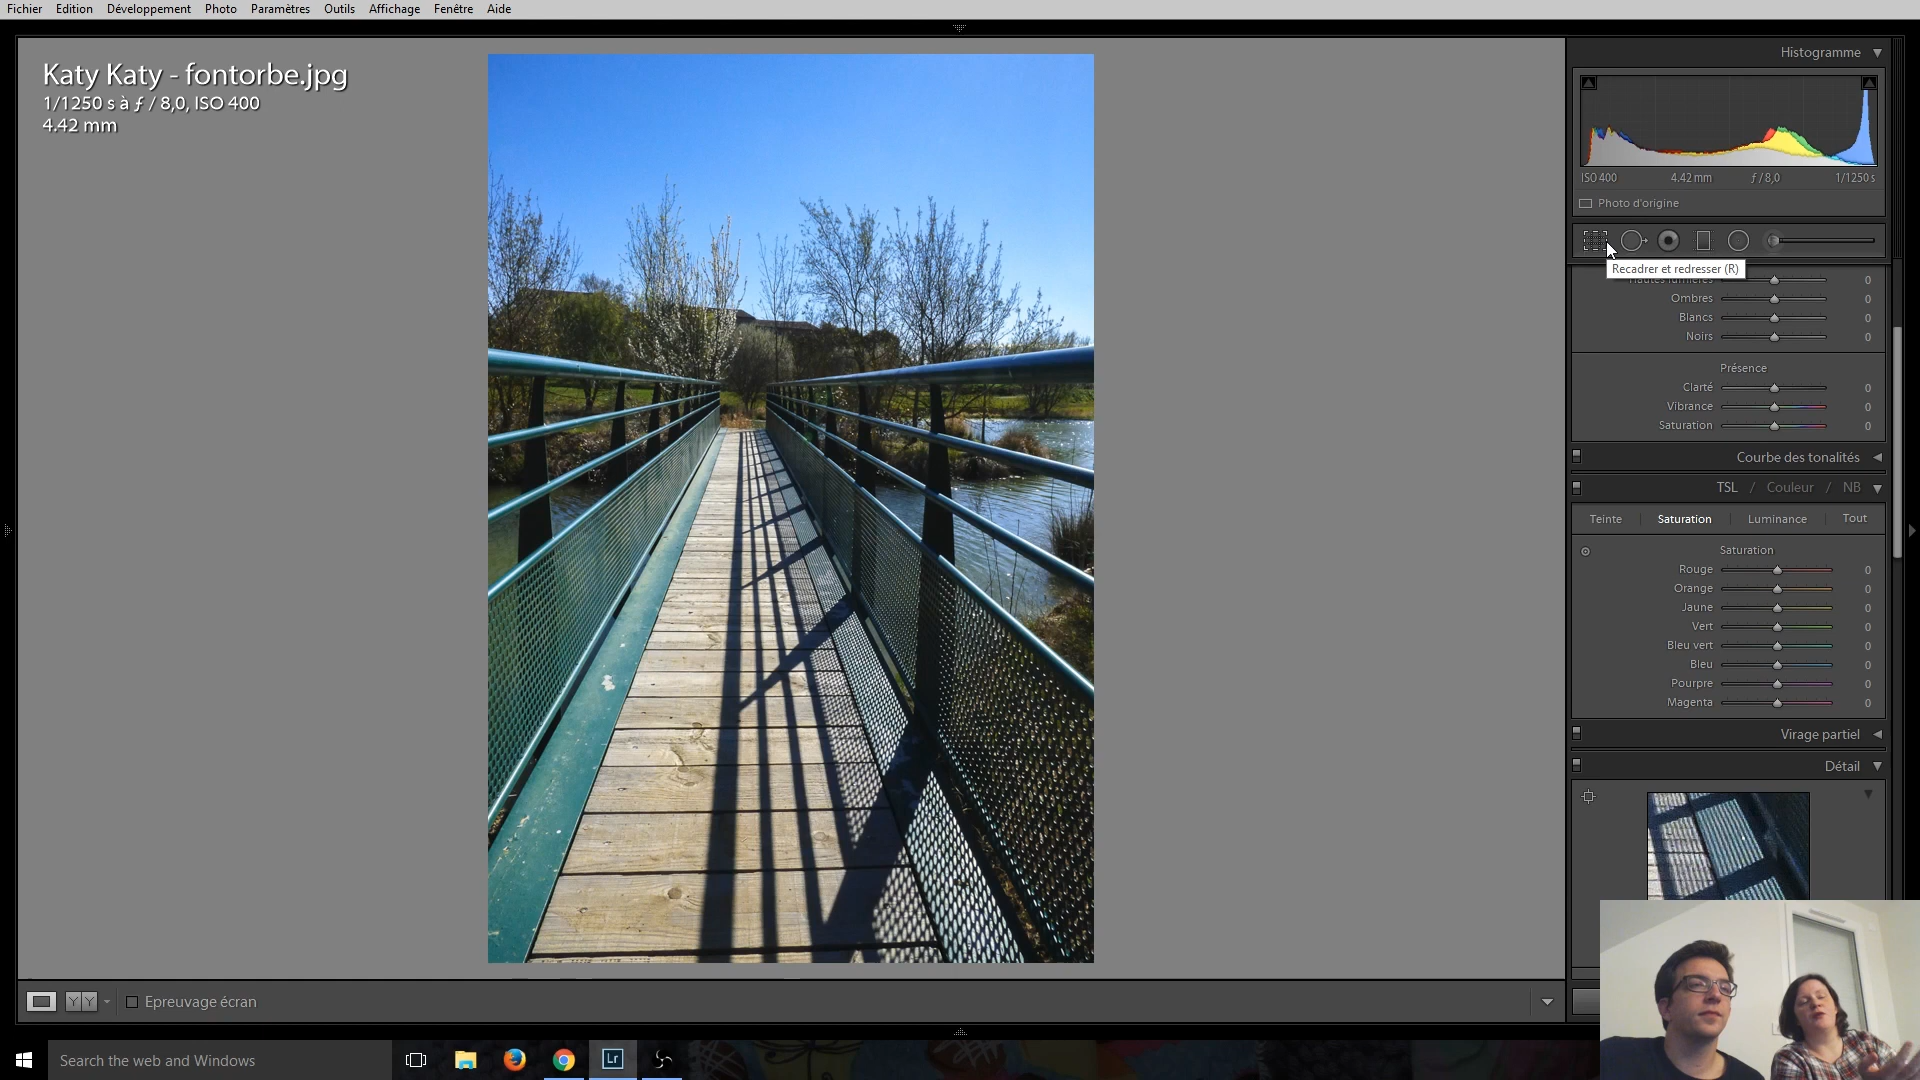 Fichier Edition Développement Photo Paramètres Outils Affichage Fenêtre Aide
Katy Katy - fontorbe.jpg
1/1250 s à ƒ / 8,0, ISO 400
4.42 mm
Histogramme
ISO 400 4.42 mm ƒ / 8,0 1/1250 s
Photo d'origine
Recadrer et redresser (R)
Hautes lumières 0
Ombres 0
Blancs 0
Noirs 0
Présence
Clarté 0
Vibrance 0
Saturation 0
Courbe des tonalités
TSL / Couleur / NB
Teinte Saturation Luminance Tout
Saturation
Rouge 0
Orange 0
Jaune 0
Vert 0
Bleu vert 0
Bleu 0
Pourpre 0
Magenta 0
Virage partiel
Détail
Y Y
Epreuvage écran
Search the web and Windows
Lr